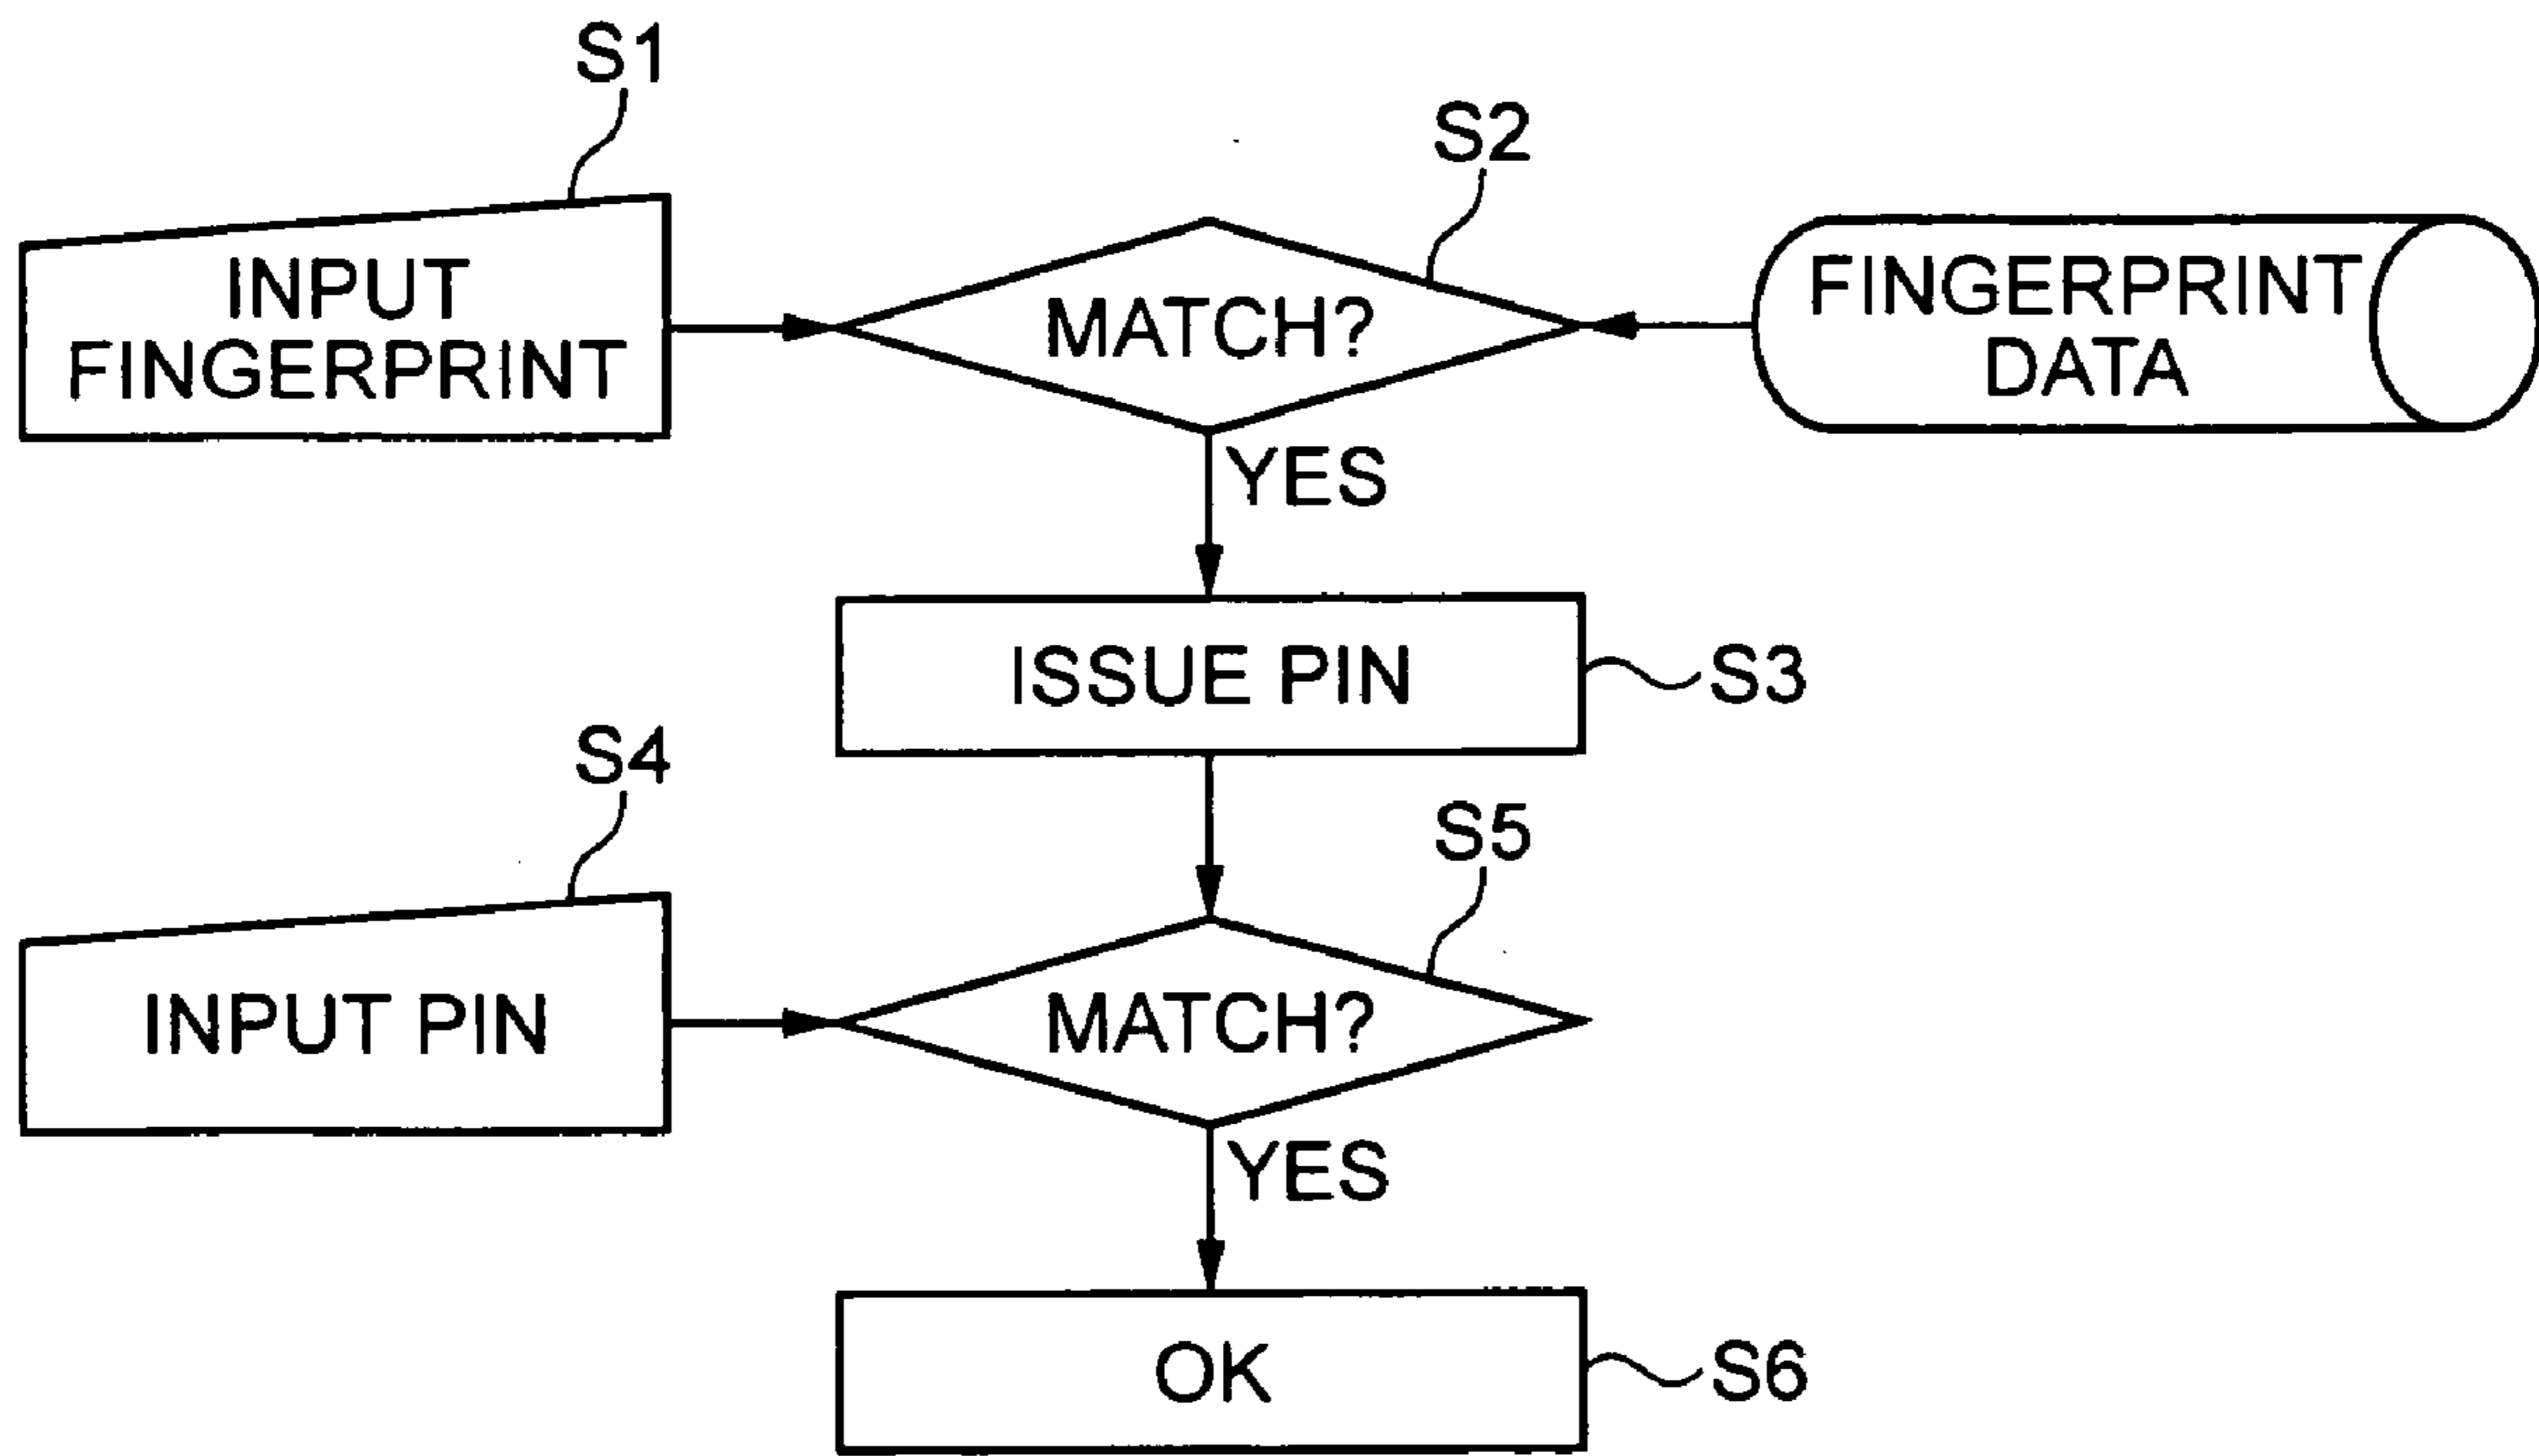 S1
S2
INPUT
FINGERPRINT
MATCH?
FINGERPRINT
DATA
YES
ISSUE PIN
S3
S4
S5
INPUT PIN
MATCH?
YES
OK
S6